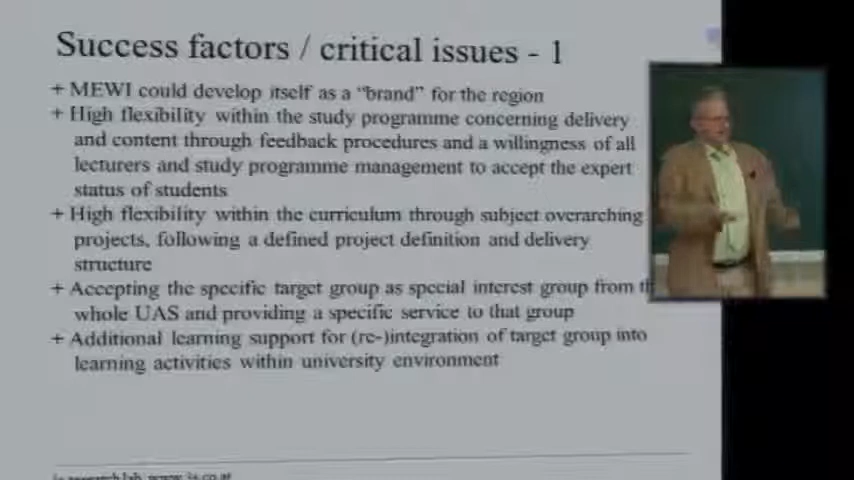 Success factors / critical issues - 1
+ MEWI could develop itself as a "brand" for the region
+ High flexibility within the study programme concerning delivery
and content through feedback procedures and a willingness of all
lecturers and study programme management to accept the expert
status of students
+ High flexibility within the curriculum through subject overarching
projects, following a defined project definition and delivery
structure
+ Accepting the specific target group as special interest group from
whole UAS and providing a specific service to that group
+ Additional learning support for (re-)integration of target group into
learning activities within university environment